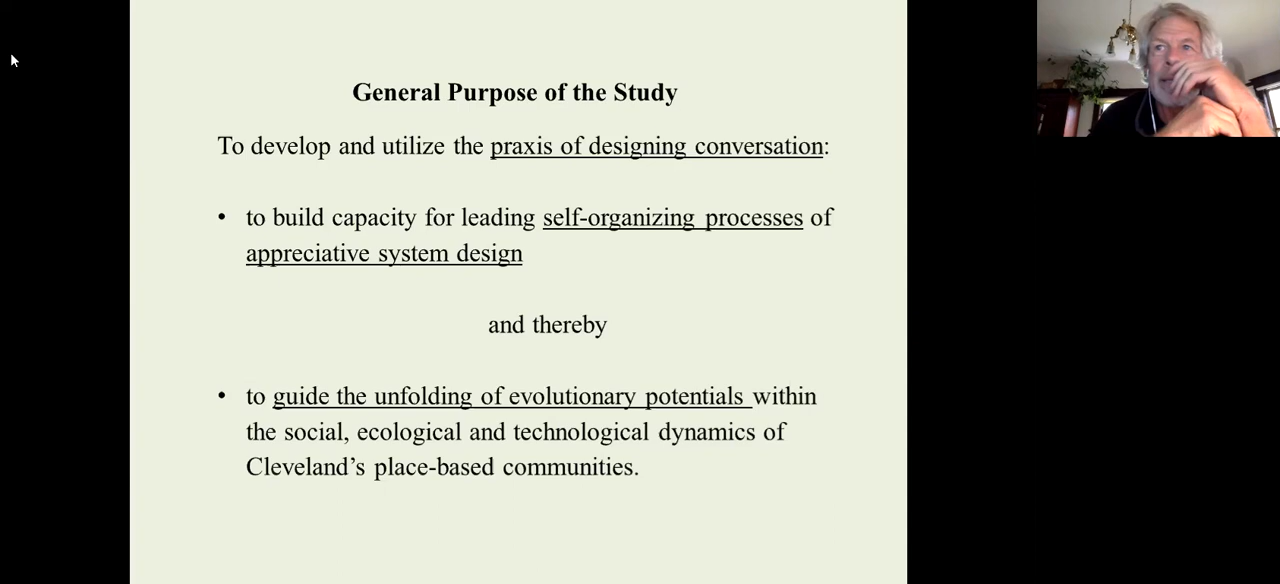 General Purpose of the Study
To develop and utilize the praxis of designing conversation:
• to build capacity for leading self-organizing processes of
appreciative system design
and thereby
• to guide the unfolding of evolutionary potentials within
the social, ecological and technological dynamics of
Cleveland’s place-based communities.